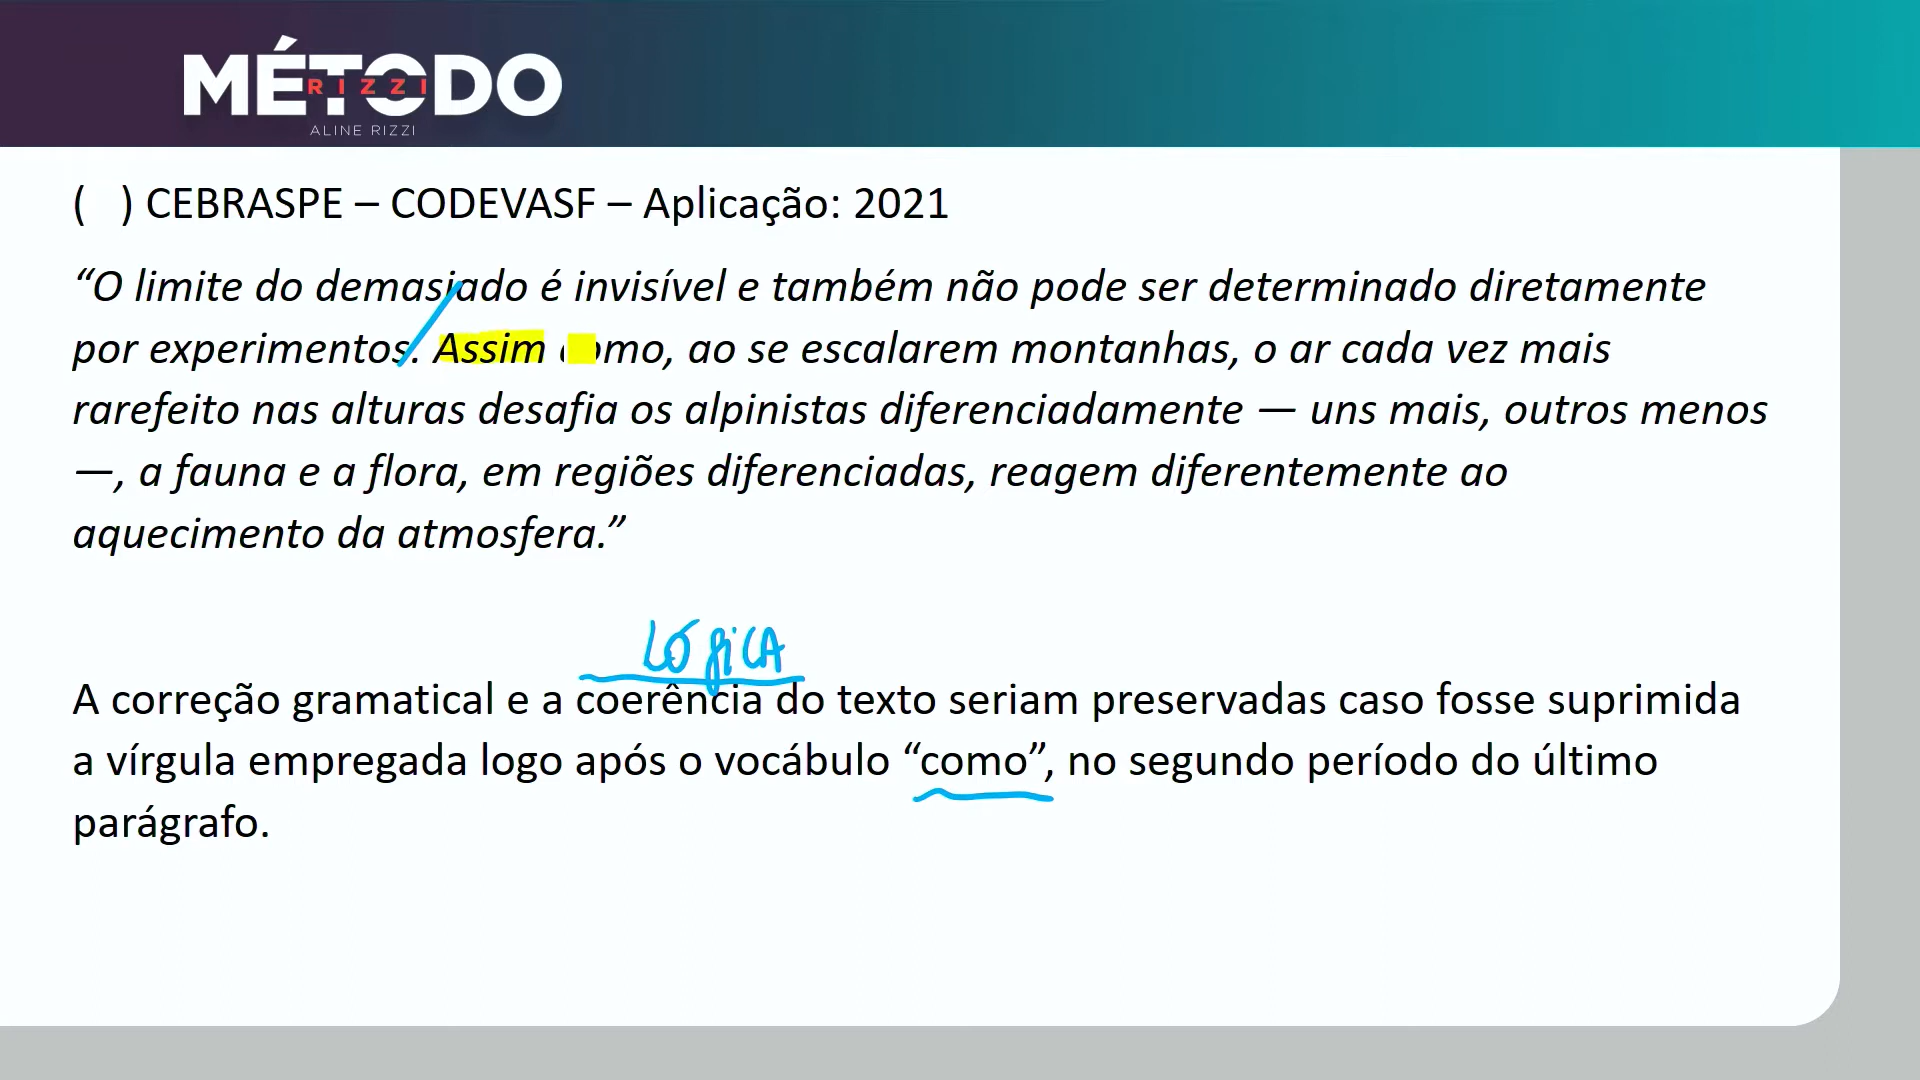 MÉTODO
RIZZI
ALINE RIZZI
( ) CEBRASPE – CODEVASF – Aplicação: 2021
“O limite do demasiado é invisível e também não pode ser determinado diretamente
por experimentos. Assim como, ao se escalarem montanhas, o ar cada vez mais
rarefeito nas alturas desafia os alpinistas diferenciadamente — uns mais, outros menos
—, a fauna e a flora, em regiões diferenciadas, reagem diferentemente ao
aquecimento da atmosfera.”
LÓGICA
A correção gramatical e a coerência do texto seriam preservadas caso fosse suprimida
a vírgula empregada logo após o vocábulo “como”, no segundo período do último
parágrafo.